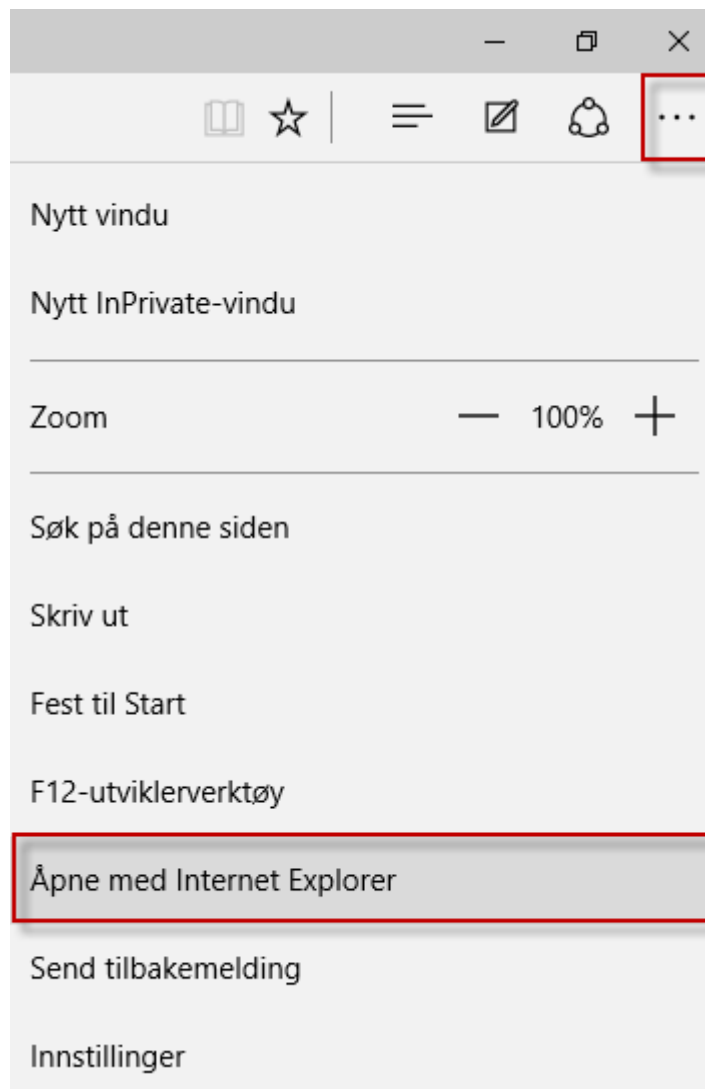 Nytt vindu
Nytt InPrivate-vindu
Zoom 100%
Søk på denne siden
Skriv ut
Fest til Start
F12-utviklerverktøy
Åpne med Internet Explorer
Send tilbakemelding
Innstillinger